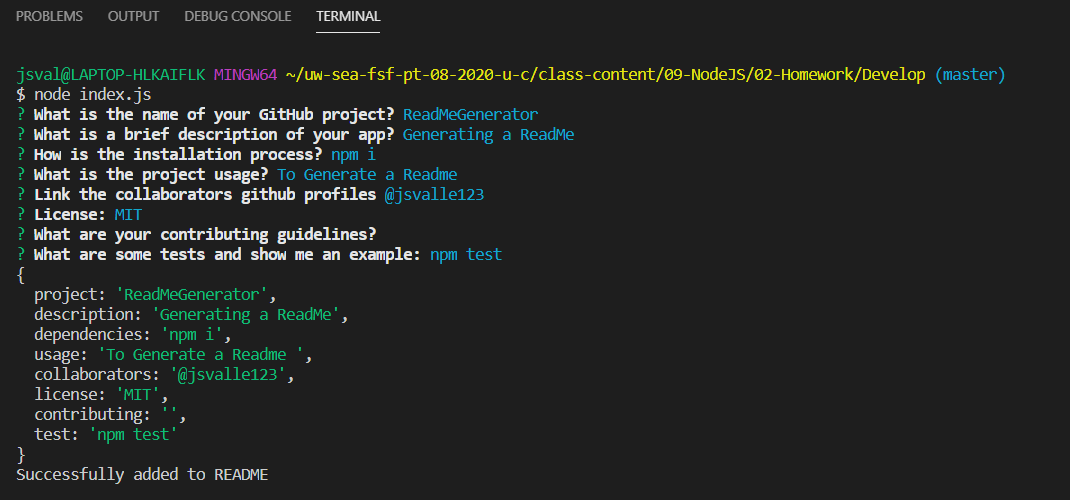 PROBLEMS OUTPUT DEBUG CONSOLE TERMINAL
jsval@LAPTOP-HLKAIFLK MINGW64 ~/uw-sea-fsf-pt-08-2020-u-c/class-content/09-NodeJS/02-Homework/Develop (master)
$ node index.js
? What is the name of your GitHub project? ReadMeGenerator
? What is a brief description of your app? Generating a ReadMe
? How is the installation process? npm i
? What is the project usage? To Generate a Readme
? Link the collaborators github profiles @jsvalle123
? License: MIT
? What are your contributing guidelines?
? What are some tests and show me an example: npm test
{
  project: 'ReadMeGenerator',
  description: 'Generating a ReadMe',
  dependencies: 'npm i',
  usage: 'To Generate a Readme ',
  collaborators: '@jsvalle123',
  license: 'MIT',
  contributing: '',
  test: 'npm test'
}
Successfully added to README